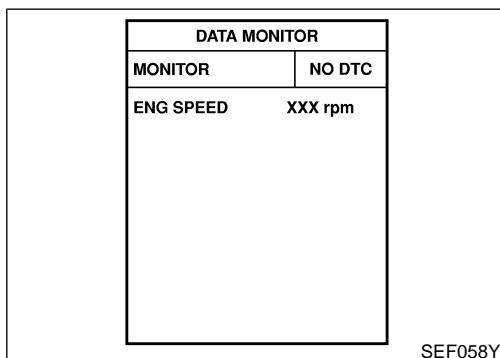 DATA MONITOR
MONITOR NO DTC
ENG SPEED XXX rpm
SEF058Y